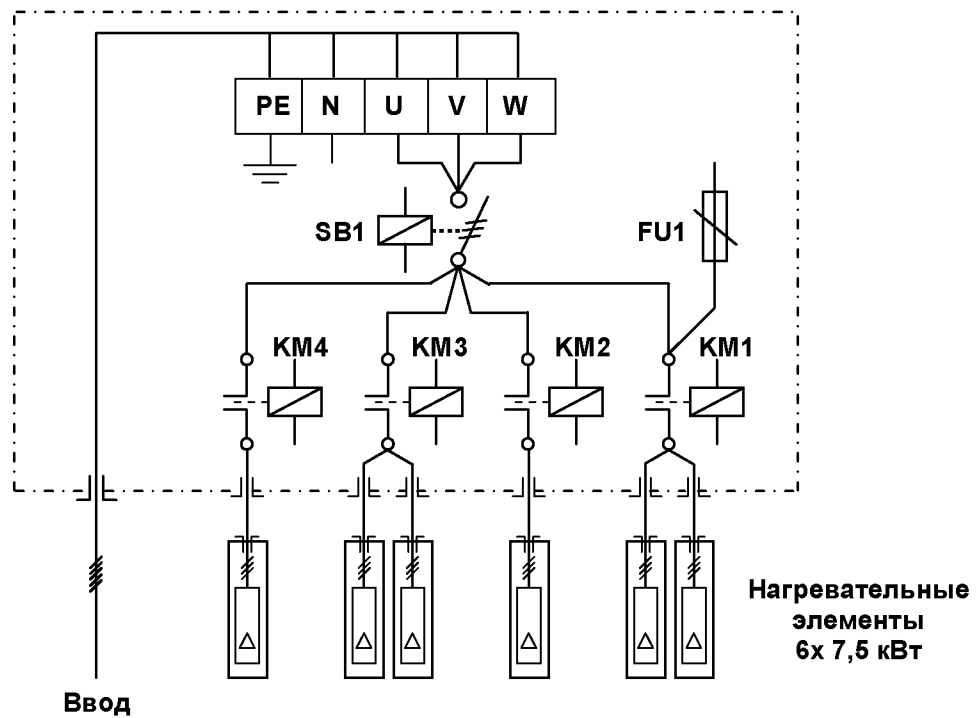 PE N U V W
SB1
FU1
KM4 KM3 KM2 KM1
Нагревательные
элементы
6x 7,5 кВт
Ввод